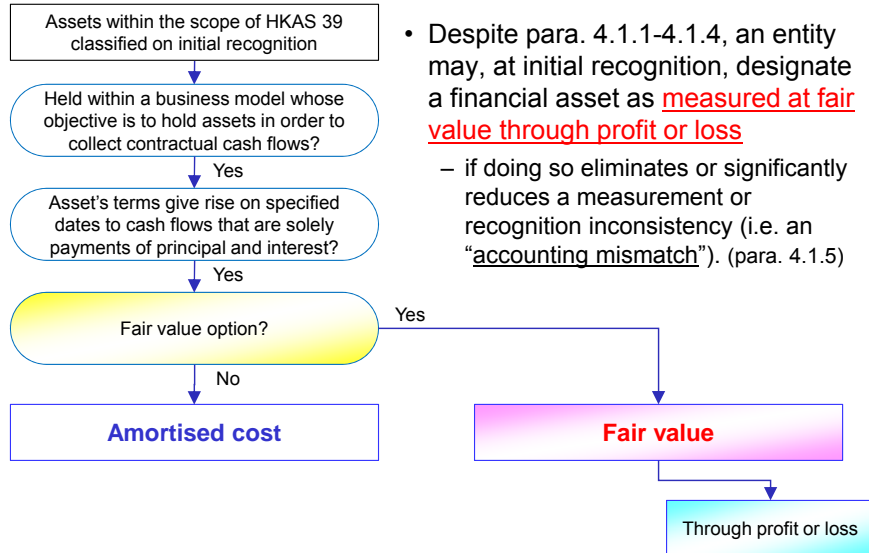 Assets within the scope of HKAS 39
classified on initial recognition
Held within a business model whose
objective is to hold assets in order to
collect contractual cash flows?
Yes
Asset's terms give rise on specified
dates to cash flows that are solely
payments of principal and interest?
Yes
Fair value option?
Yes
No
Amortised cost
Fair value
Through profit or loss
• Despite para. 4.1.1-4.1.4, an entity
may, at initial recognition, designate
a financial asset as measured at fair
value through profit or loss
– if doing so eliminates or significantly
reduces a measurement or
recognition inconsistency (i.e. an
“accounting mismatch”). (para. 4.1.5)